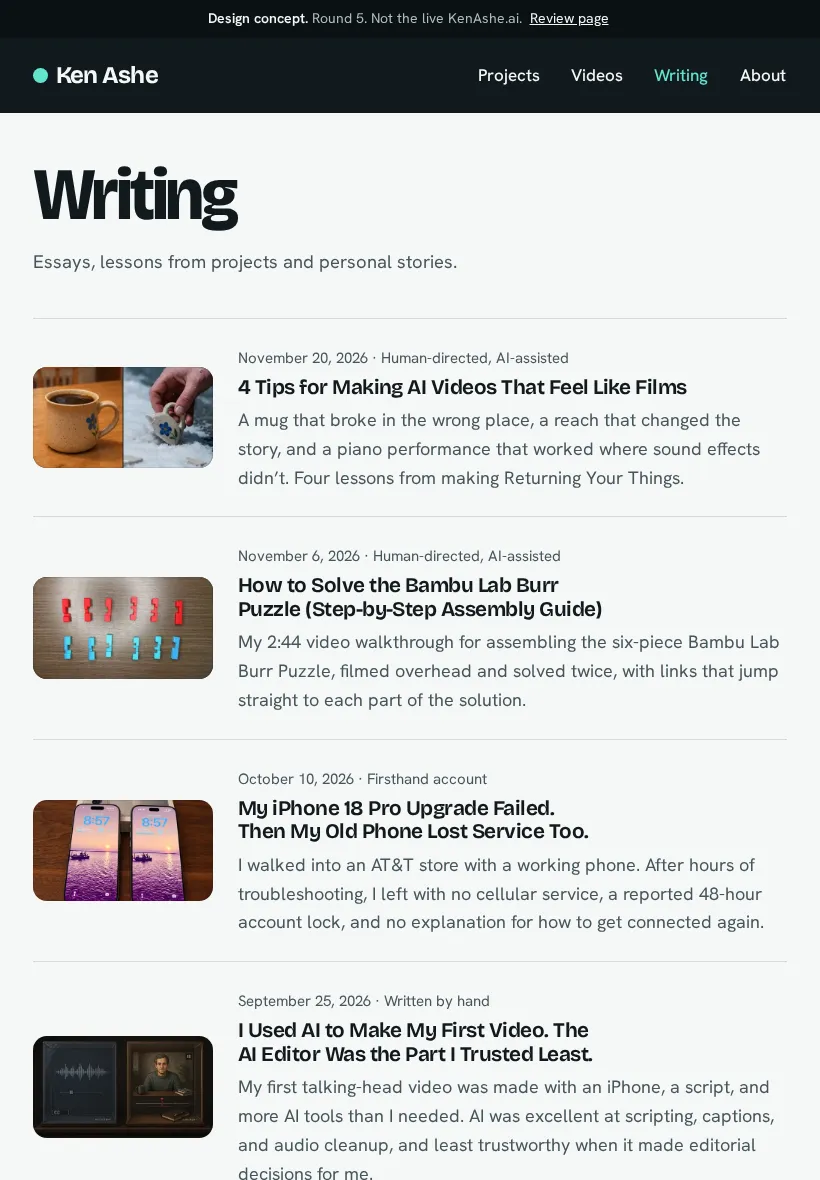 Design concept. Round 5. Not the live KenAshe.ai. Review page
Ken Ashe
Projects Videos Writing About
Writing
Essays, lessons from projects and personal stories.
November 20, 2026 · Human-directed, AI-assisted
4 Tips for Making AI Videos That Feel Like Films
A mug that broke in the wrong place, a reach that changed the
story, and a piano performance that worked where sound effects
didn’t. Four lessons from making Returning Your Things.
November 6, 2026 · Human-directed, AI-assisted
How to Solve the Bambu Lab Burr
Puzzle (Step-by-Step Assembly Guide)
My 2:44 video walkthrough for assembling the six-piece Bambu Lab
Burr Puzzle, filmed overhead and solved twice, with links that jump
straight to each part of the solution.
October 10, 2026 · Firsthand account
8:57
8:57
My iPhone 18 Pro Upgrade Failed.
Then My Old Phone Lost Service Too.
I walked into an AT&T store with a working phone. After hours of
troubleshooting, I left with no cellular service, a reported 48-hour
account lock, and no explanation for how to get connected again.
September 25, 2026 · Written by hand
I Used AI to Make My First Video. The
AI Editor Was the Part I Trusted Least.
My first talking-head video was made with an iPhone, a script, and
more AI tools than I needed. AI was excellent at scripting, captions,
and audio cleanup, and least trustworthy when it made editorial
decisions for me.